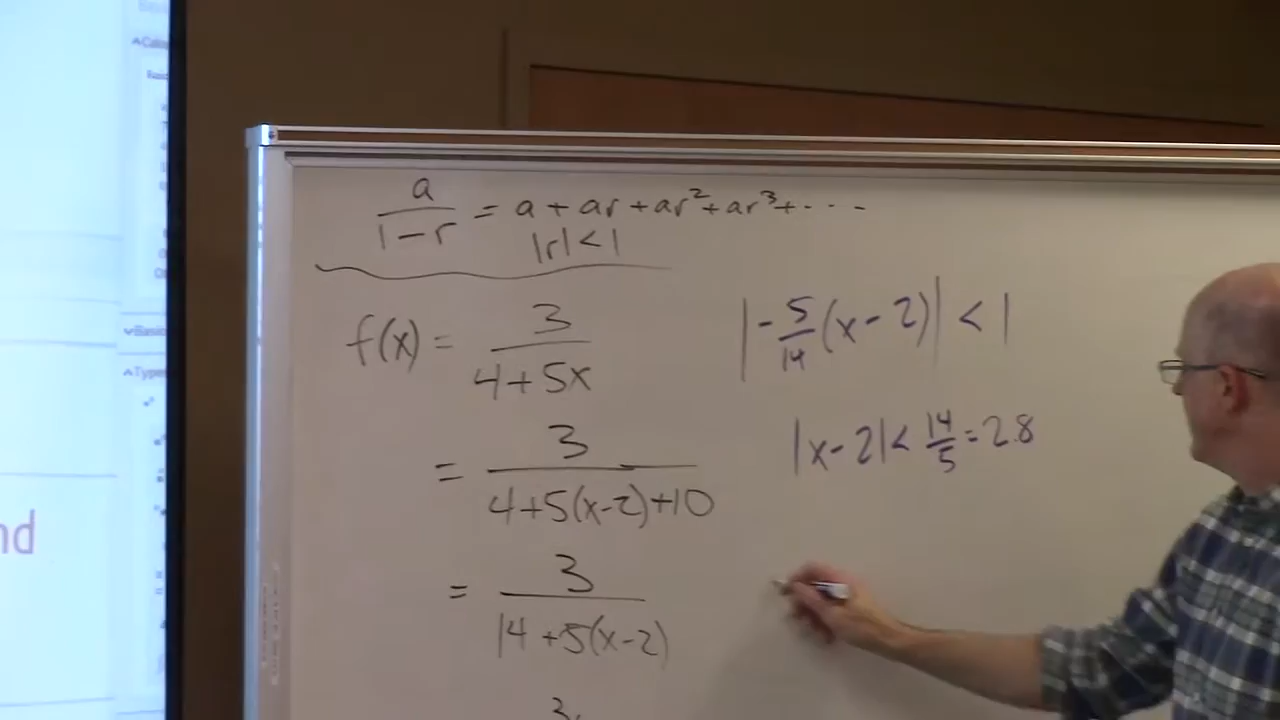 a/(1-r) = a + ar + ar² + ar³ + ...
|r| < 1
f(x) = 3/(4+5x)
= 3/(4+5(x-2)+10)
= 3/(14+5(x-2))
3
|-5/14(x-2)| < 1
|x-2| < 14/5 = 2.8
nd